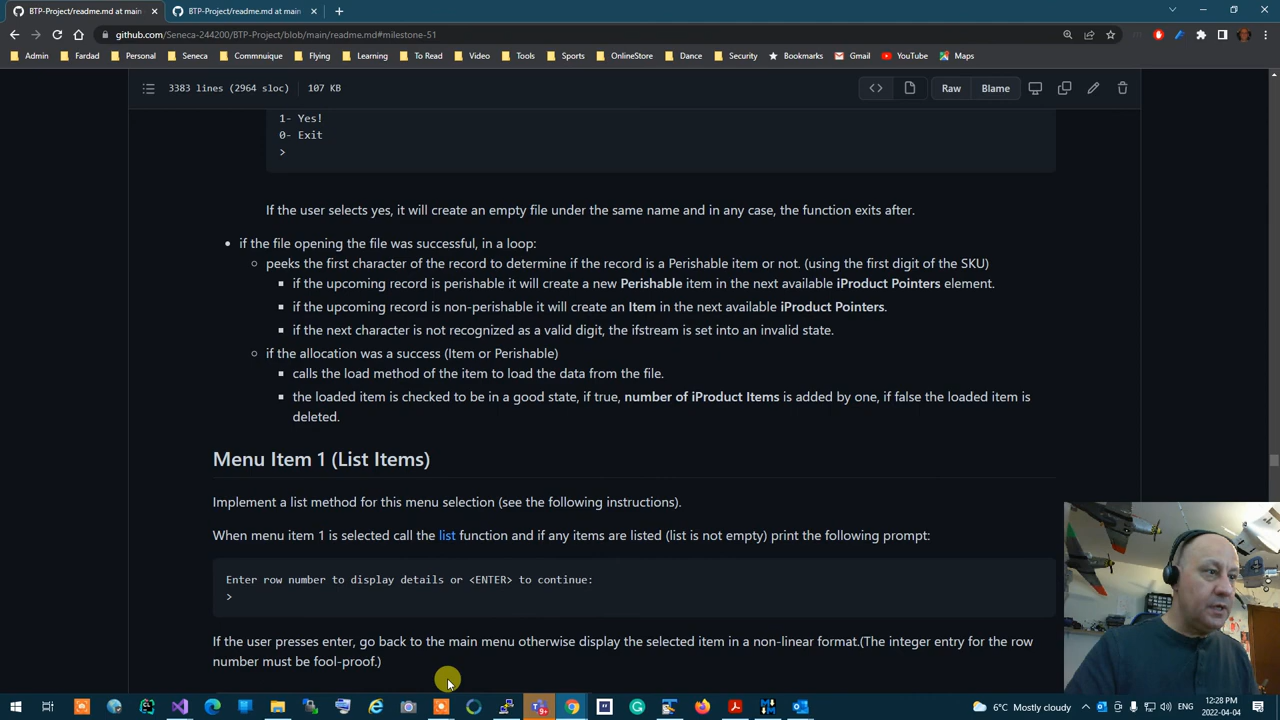 BTP-Project/readme.md at main
BTP-Project/readme.md at main
github.com/Seneca-244200/BTP-Project/blob/main/readme.md#milestone-51
Admin Fardad Personal Seneca Commnuique Flying Learning To Read Video Tools Sports OnlineStore Dance Security Bookmarks Gmail YouTube Maps
3383 lines (2964 sloc) 107 KB Raw Blame
1- Yes!
0- Exit
>
If the user selects yes, it will create an empty file under the same name and in any case, the function exits after.
if the file opening the file was successful, in a loop:
peeks the first character of the record to determine if the record is a Perishable item or not. (using the first digit of the SKU)
if the upcoming record is perishable it will create a new Perishable item in the next available iProduct Pointers element.
if the upcoming record is non-perishable it will create an Item in the next available iProduct Pointers.
if the next character is not recognized as a valid digit, the ifstream is set into an invalid state.
if the allocation was a success (Item or Perishable)
calls the load method of the item to load the data from the file.
the loaded item is checked to be in a good state, if true, number of iProduct Items is added by one, if false the loaded item is
deleted.
Menu Item 1 (List Items)
Implement a list method for this menu selection (see the following instructions).
When menu item 1 is selected call the list function and if any items are listed (list is not empty) print the following prompt:
Enter row number to display details or <ENTER> to continue:
>
If the user presses enter, go back to the main menu otherwise display the selected item in a non-linear format.(The integer entry for the row
number must be fool-proof.)
6°C Mostly cloudy ENG 12:28 PM
2022-04-04